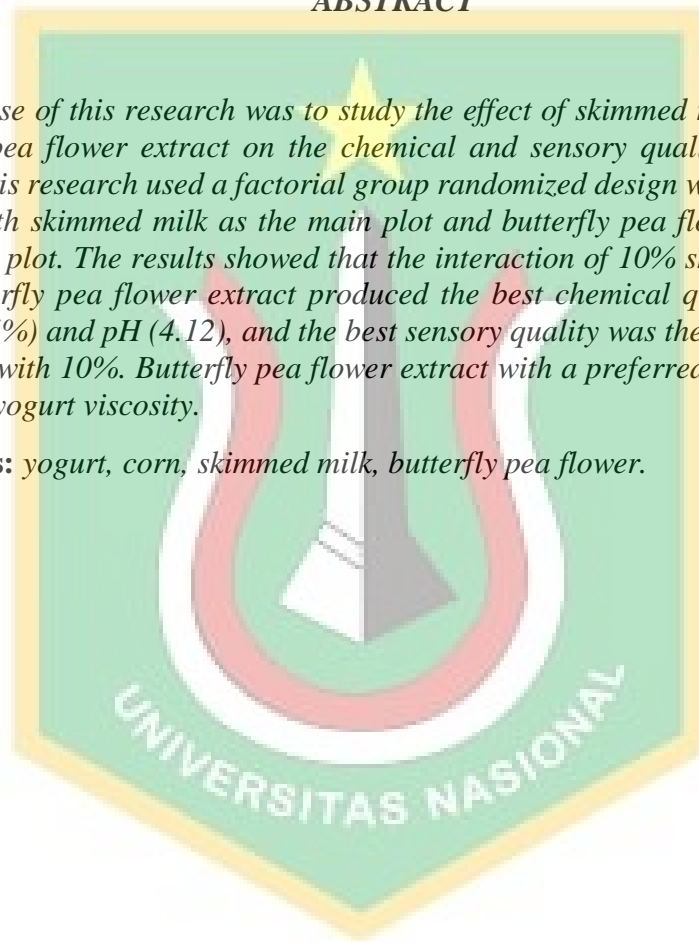 ABSTRACT
se of this research was to study the effect of skimmed
pea flower extract on the chemical and sensory qual
is research used a factorial group randomized design w
th skimmed milk as the main plot and butterfly pea flo
plot. The results showed that the interaction of 10% s
rfly pea flower extract produced the best chemical q
%) and pH (4.12), and the best sensory quality was the
with 10%. Butterfly pea flower extract with a preferred
yogurt viscosity.
s: yogurt, corn, skimmed milk, butterfly pea flower.
UNIVERSITAS NASIONAL